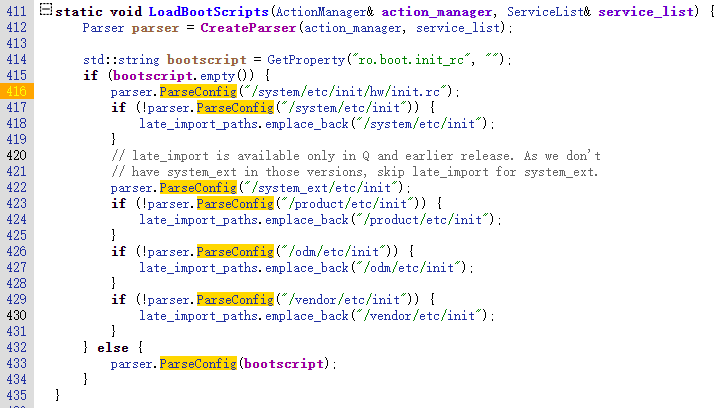 411 static void LoadBootScripts(ActionManager& action_manager, ServiceList& service_list) {
412     Parser parser = CreateParser(action_manager, service_list);
413
414     std::string bootscript = GetProperty("ro.boot.init_rc", "");
415     if (bootscript.empty()) {
416         parser.ParseConfig("/system/etc/init/hw/init.rc");
417         if (!parser.ParseConfig("/system/etc/init")) {
418             late_import_paths.emplace_back("/system/etc/init");
419         }
420         // late_import is available only in Q and earlier release. As we don't
421         // have system_ext in those versions, skip late_import for system_ext.
422         parser.ParseConfig("/system_ext/etc/init");
423         if (!parser.ParseConfig("/product/etc/init")) {
424             late_import_paths.emplace_back("/product/etc/init");
425         }
426         if (!parser.ParseConfig("/odm/etc/init")) {
427             late_import_paths.emplace_back("/odm/etc/init");
428         }
429         if (!parser.ParseConfig("/vendor/etc/init")) {
430             late_import_paths.emplace_back("/vendor/etc/init");
431         }
432     } else {
433         parser.ParseConfig(bootscript);
434     }
435 }